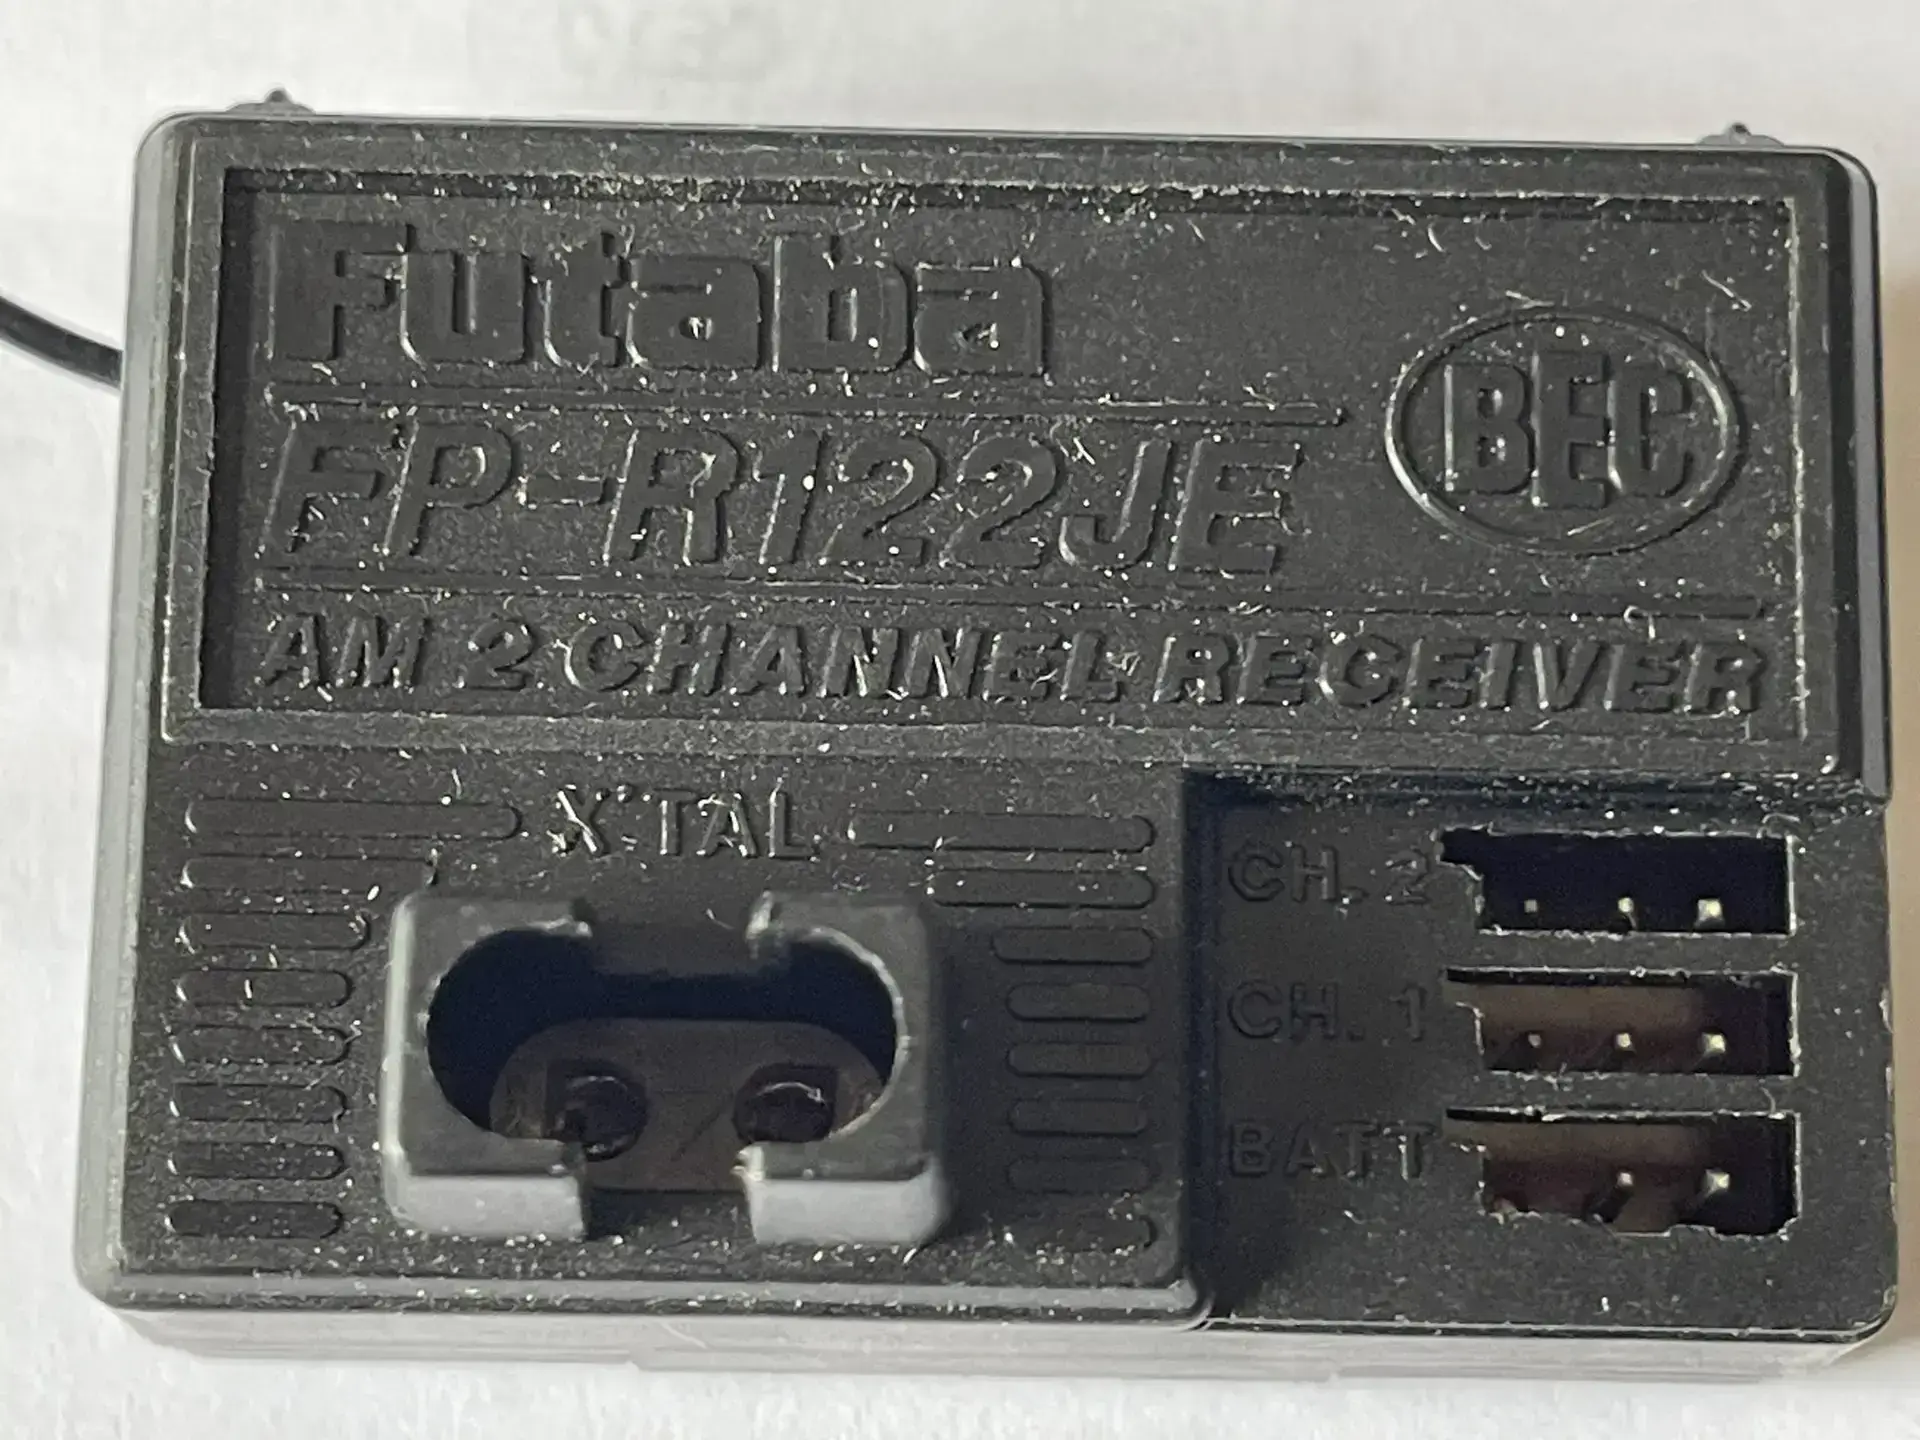 Futaba
BEC
FP-R122JE
AM 2 CHANNEL RECEIVER
X'TAL
CH. 2
CH. 1
BATT